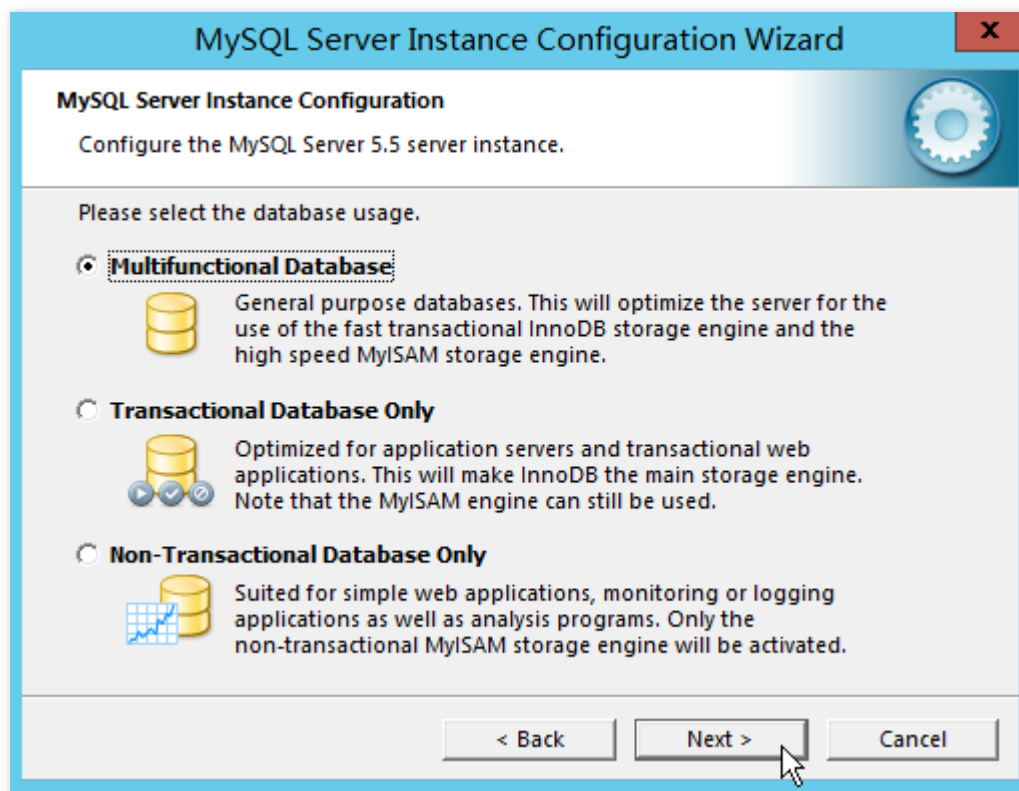 MySQL Server Instance Configuration Wizard
x
MySQL Server Instance Configuration
Configure the MySQL Server 5.5 server instance.
Please select the database usage.
Multifunctional Database
General purpose databases. This will optimize the server for the
use of the fast transactional InnoDB storage engine and the
high speed MyISAM storage engine.
Transactional Database Only
Optimized for application servers and transactional web
applications. This will make InnoDB the main storage engine.
Note that the MyISAM engine can still be used.
Non-Transactional Database Only
Suited for simple web applications, monitoring or logging
applications as well as analysis programs. Only the
non-transactional MyISAM storage engine will be activated.
< Back
Next >
Cancel